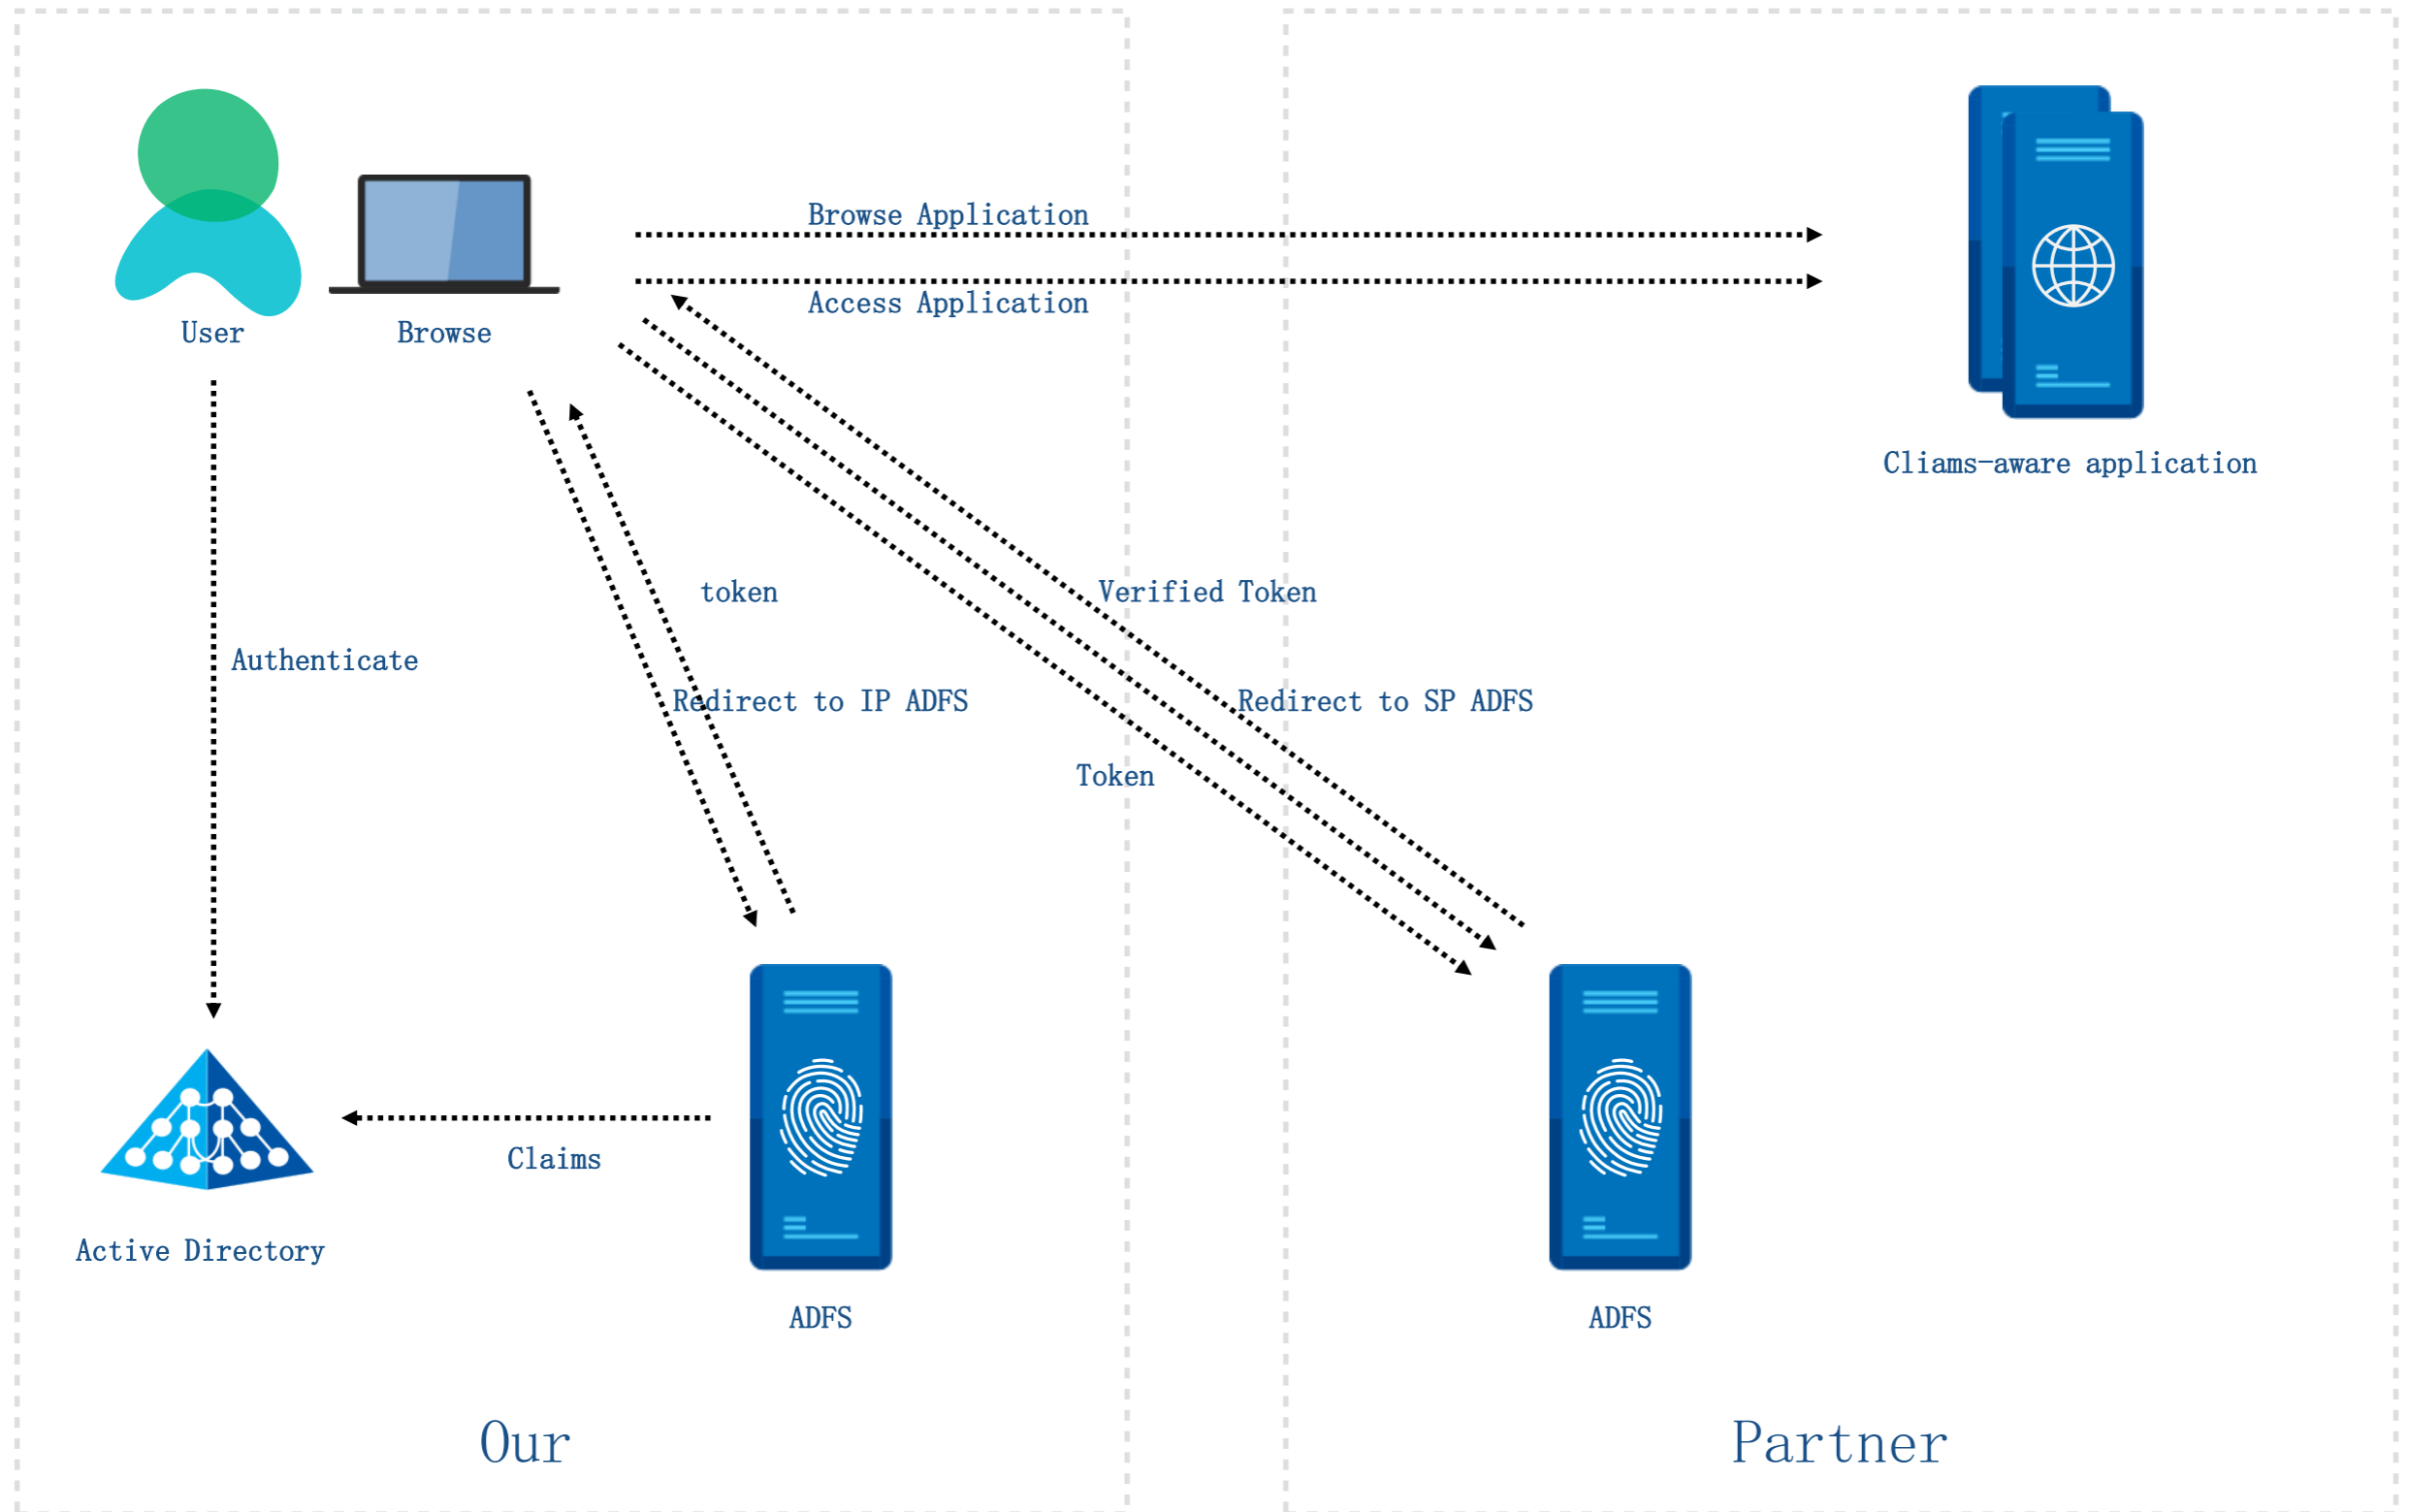 Browse Application
Access Application
User
Browse
Cliams-aware application
token
Verified Token
Authenticate
Redirect to IP ADFS
Redirect to SP ADFS
Token
Claims
Active Directory
ADFS
ADFS
Our
Partner